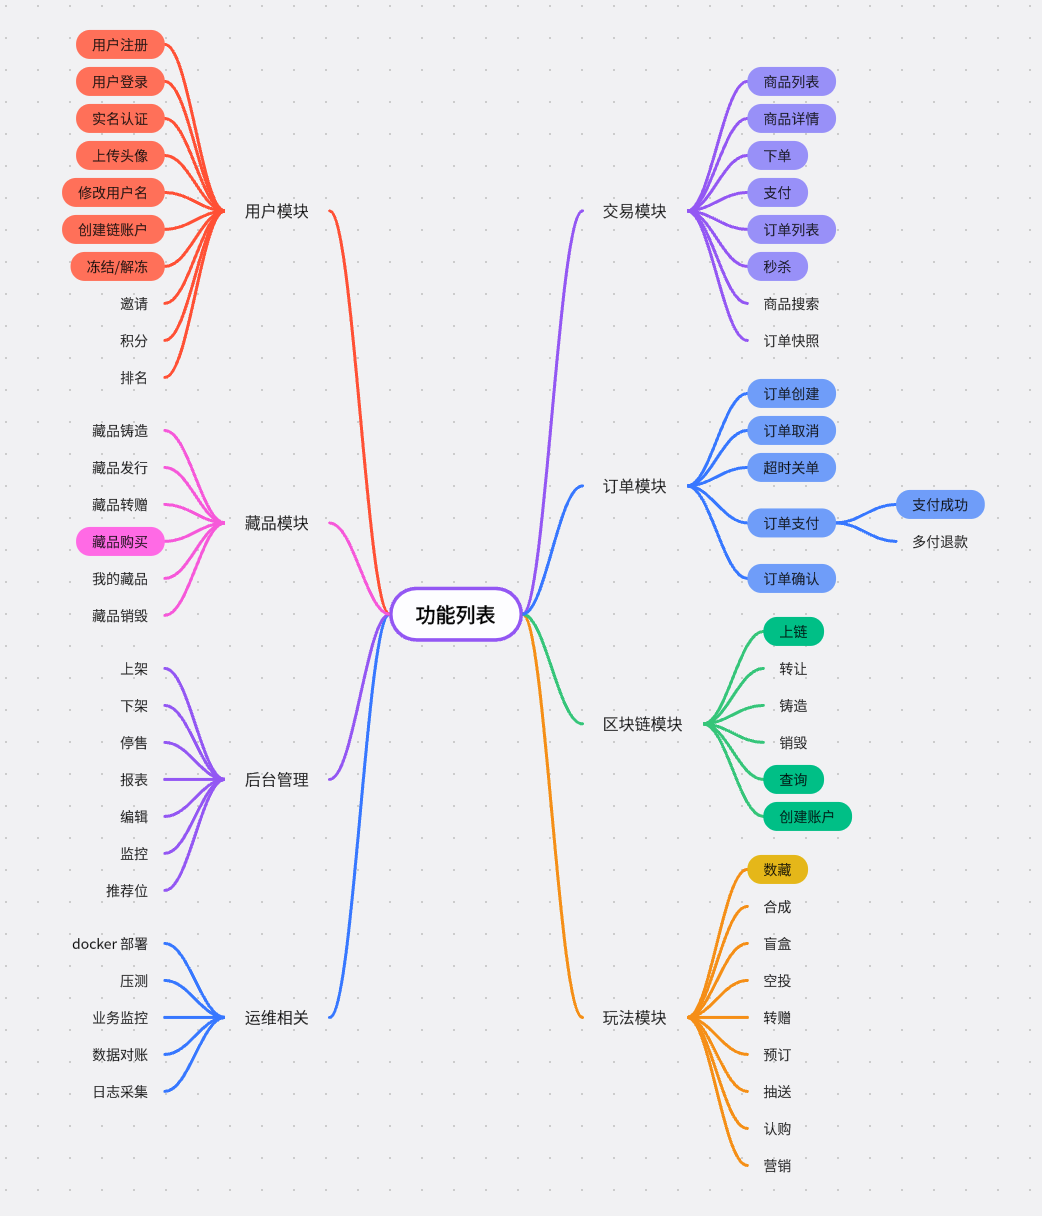 功能列表
用户模块
用户注册
用户登录
实名认证
上传头像
修改用户名
创建链账户
冻结/解冻
邀请
积分
排名
藏品模块
藏品铸造
藏品发行
藏品转赠
藏品购买
我的藏品
藏品销毁
后台管理
上架
下架
停售
报表
编辑
监控
推荐位
运维相关
docker 部署
压测
业务监控
数据对账
日志采集
交易模块
商品列表
商品详情
下单
支付
订单列表
秒杀
商品搜索
订单快照
订单模块
订单创建
订单取消
超时关单
订单支付
支付成功
多付退款
订单确认
区块链模块
上链
转让
铸造
销毁
查询
创建账户
玩法模块
数藏
合成
盲盒
空投
转赠
预订
抽送
认购
营销